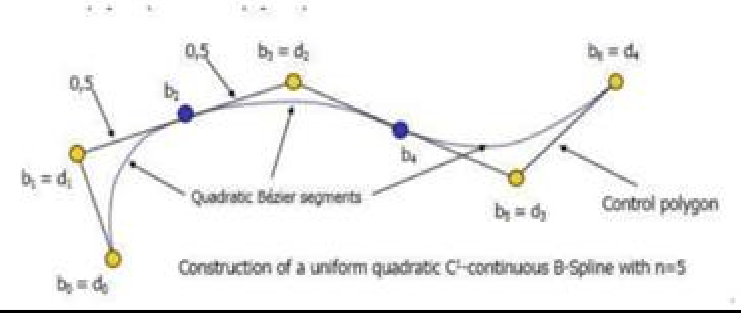 0,5
b₃ = d₂
b₆ = d₄
0,5
b₂
b₄
b₁ = d₁
Quadratic Bézier segments
b₅ = d₃
Control polygon
Construction of a uniform quadratic C¹-continuous B-Spline with n=5
b₀ = d₀